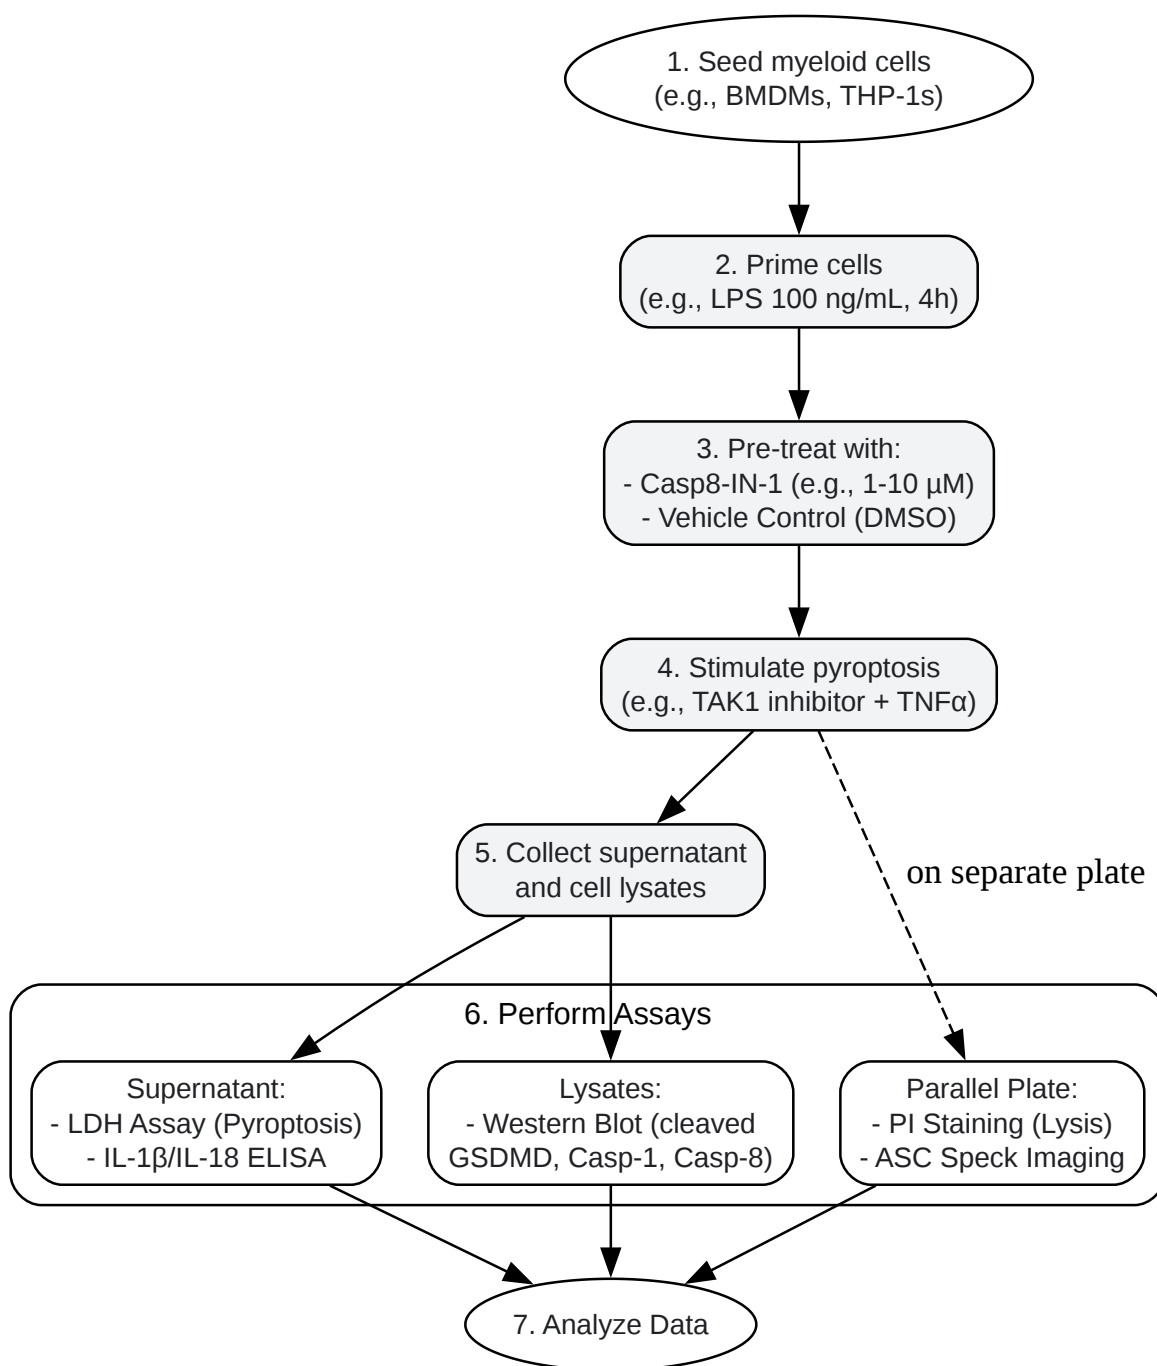 1. Seed myeloid cells
(e.g., BMDMs, THP-1s)
2. Prime cells
(e.g., LPS 100 ng/mL, 4h)
3. Pre-treat with:
- Casp8-IN-1 (e.g., 1-10 µM)
- Vehicle Control (DMSO)
4. Stimulate pyroptosis
(e.g., TAK1 inhibitor + TNFα)
5. Collect supernatant
and cell lysates
on separate plate
6. Perform Assays
Supernatant:
- LDH Assay (Pyroptosis)
- IL-1β/IL-18 ELISA
Lysates:
- Western Blot (cleaved
GSDMD, Casp-1, Casp-8)
Parallel Plate:
- PI Staining (Lysis)
- ASC Speck Imaging
7. Analyze Data